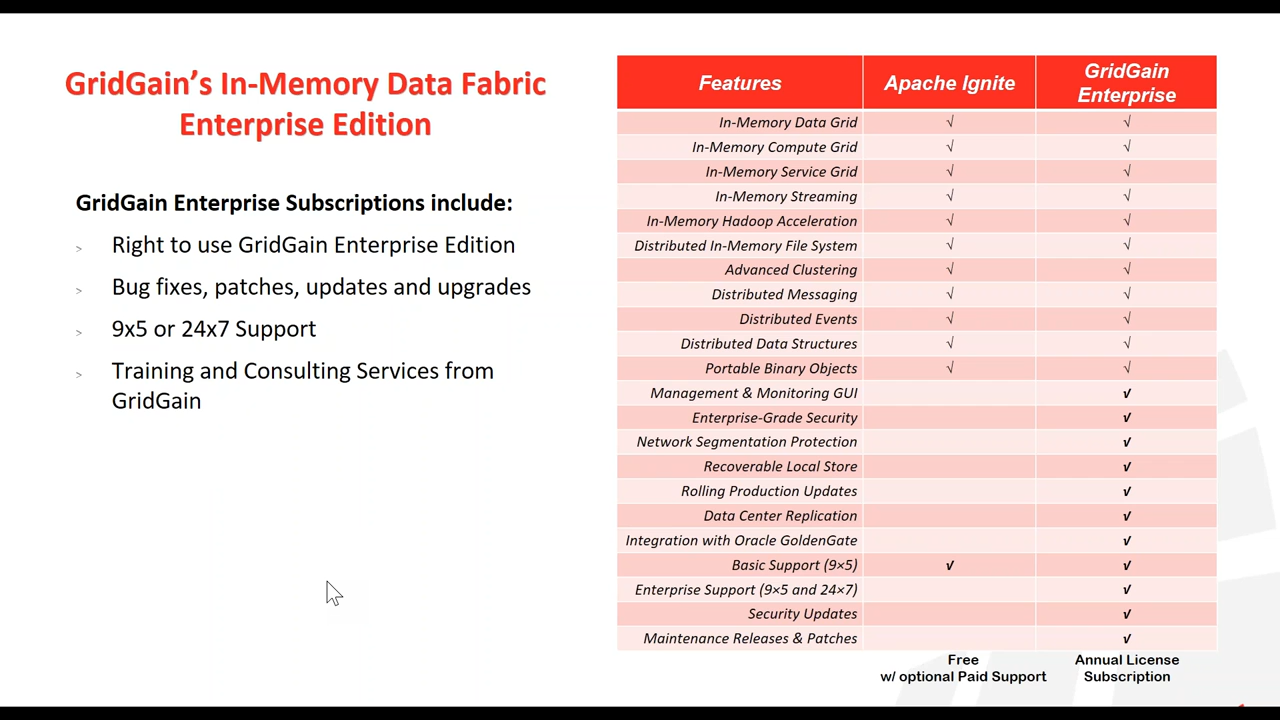 GridGain’s In-Memory Data Fabric
Enterprise Edition
GridGain Enterprise Subscriptions include:
> Right to use GridGain Enterprise Edition
> Bug fixes, patches, updates and upgrades
> 9x5 or 24x7 Support
> Training and Consulting Services from
GridGain
Features Apache Ignite GridGain Enterprise
In-Memory Data Grid √ √
In-Memory Compute Grid √ √
In-Memory Service Grid √ √
In-Memory Streaming √ √
In-Memory Hadoop Acceleration √ √
Distributed In-Memory File System √ √
Advanced Clustering √ √
Distributed Messaging √ √
Distributed Events √ √
Distributed Data Structures √ √
Portable Binary Objects √ √
Management & Monitoring GUI √
Enterprise-Grade Security √
Network Segmentation Protection √
Recoverable Local Store √
Rolling Production Updates √
Data Center Replication √
Integration with Oracle GoldenGate √
Basic Support (9×5) √ √
Enterprise Support (9×5 and 24×7) √
Security Updates √
Maintenance Releases & Patches √
Free
w/ optional Paid Support
Annual License
Subscription